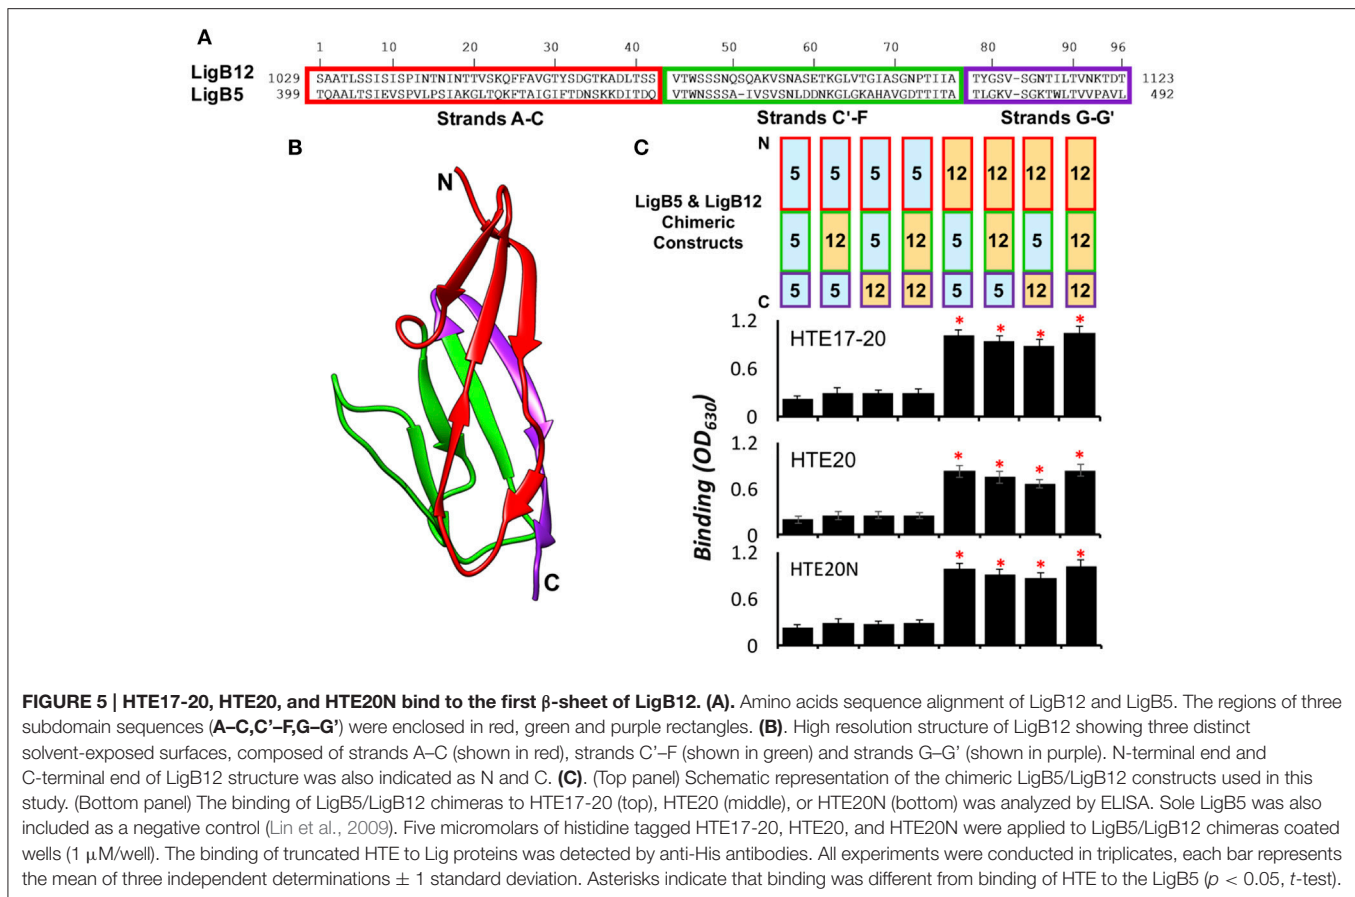 A
1 10 20 30 40 50 60 70 80 90 96
LigB12 1029 SAATLSSISISPINTNINTTVSKQFFAVGTYSDGTKADLTSS VTWSSSNQSQAKVSNASETKGLVTGIASGNPTIIA TYGSV-SGNTILTVNKTDT 1123
LigB5 399 TQAALTSIEVSPVLPSIAKGLTQKFTAIGIFTDNSKKDITDQ VTWNSSSA-IVSVSNLDDNKGLGKAHAVGDTTITA TLGKV-SGKTWLTVVPAVL 492
Strands A-C Strands C'-F Strands G-G'
B
N
C
C
N
LigB5 & LigB12
Chimeric
Constructs
C
5 5 5 5 12 12 12 12
5 12 5 12 5 12 5 12
5 5 12 12 5 5 12 12
Binding (OD630)
1.2
0.6
0
HTE17-20
* * * *
1.2
0.6
0
HTE20
* * * *
1.2
0.6
0
HTE20N
* * * *
FIGURE 5 | HTE17-20, HTE20, and HTE20N bind to the first β-sheet of LigB12. (A). Amino acids sequence alignment of LigB12 and LigB5. The regions of three
subdomain sequences (A–C,C'–F,G–G') were enclosed in red, green and purple rectangles. (B). High resolution structure of LigB12 showing three distinct
solvent-exposed surfaces, composed of strands A–C (shown in red), strands C'–F (shown in green) and strands G–G' (shown in purple). N-terminal end and
C-terminal end of LigB12 structure was also indicated as N and C. (C). (Top panel) Schematic representation of the chimeric LigB5/LigB12 constructs used in this
study. (Bottom panel) The binding of LigB5/LigB12 chimeras to HTE17-20 (top), HTE20 (middle), or HTE20N (bottom) was analyzed by ELISA. Sole LigB5 was also
included as a negative control (Lin et al., 2009). Five micromolars of histidine tagged HTE17-20, HTE20, and HTE20N were applied to LigB5/LigB12 chimeras coated
wells (1 μM/well). The binding of truncated HTE to Lig proteins was detected by anti-His antibodies. All experiments were conducted in triplicates, each bar represents
the mean of three independent determinations ± 1 standard deviation. Asterisks indicate that binding was different from binding of HTE to the LigB5 (p < 0.05, t-test).